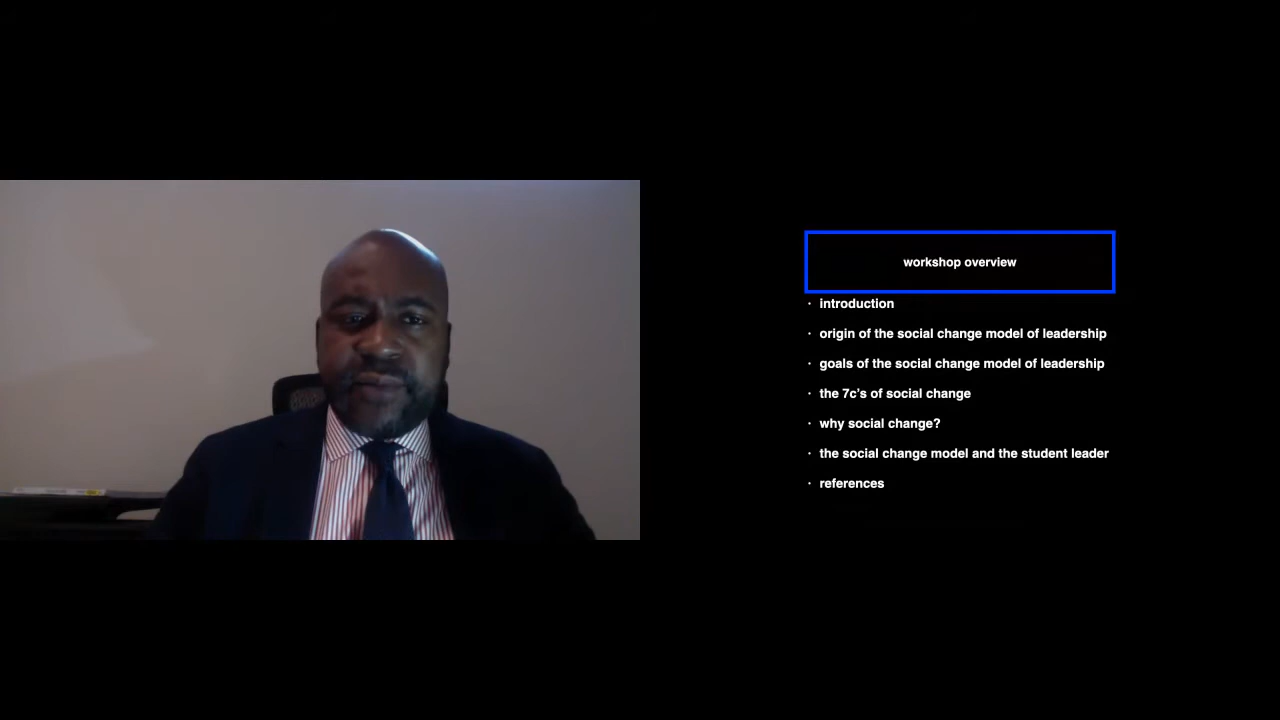 workshop overview
· introduction
· origin of the social change model of leadership
· goals of the social change model of leadership
· the 7c’s of social change
· why social change?
· the social change model and the student leader
· references